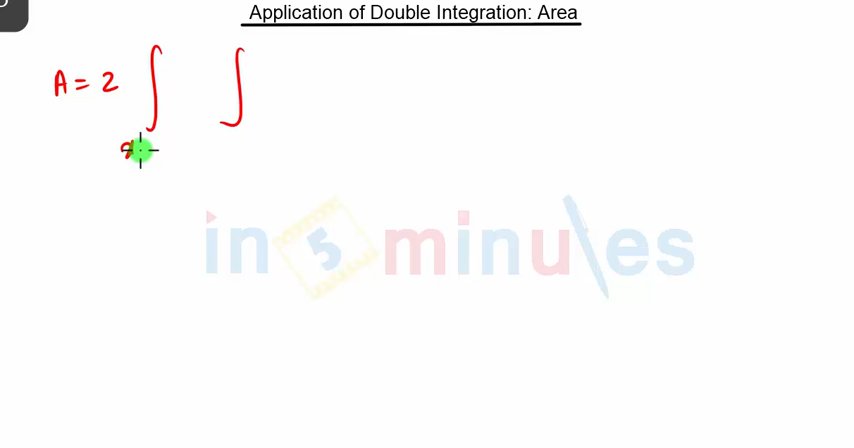 Application of Double Integration: Area
A = 2 ∫ ∫
in 5 minutes